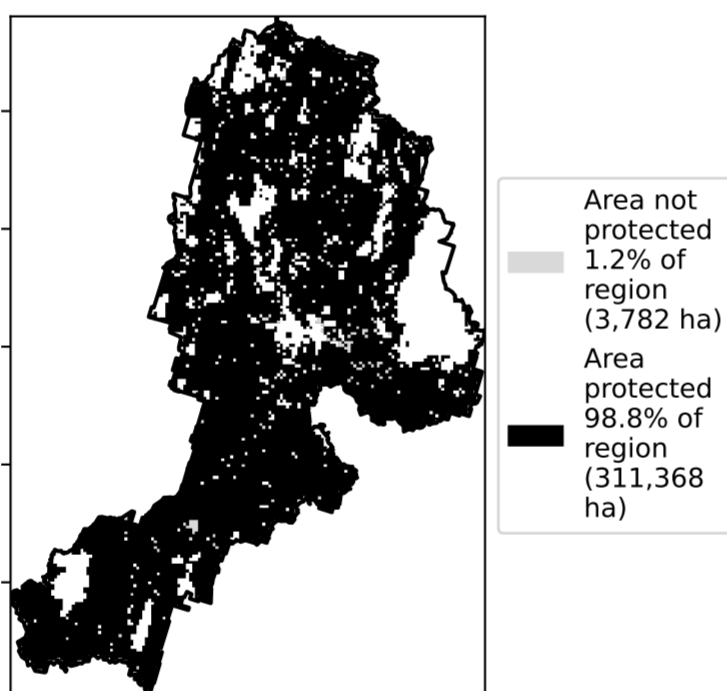 Area not
protected
1.2% of
region
(3,782 ha)
Area
protected
98.8% of
region
(311,368
ha)